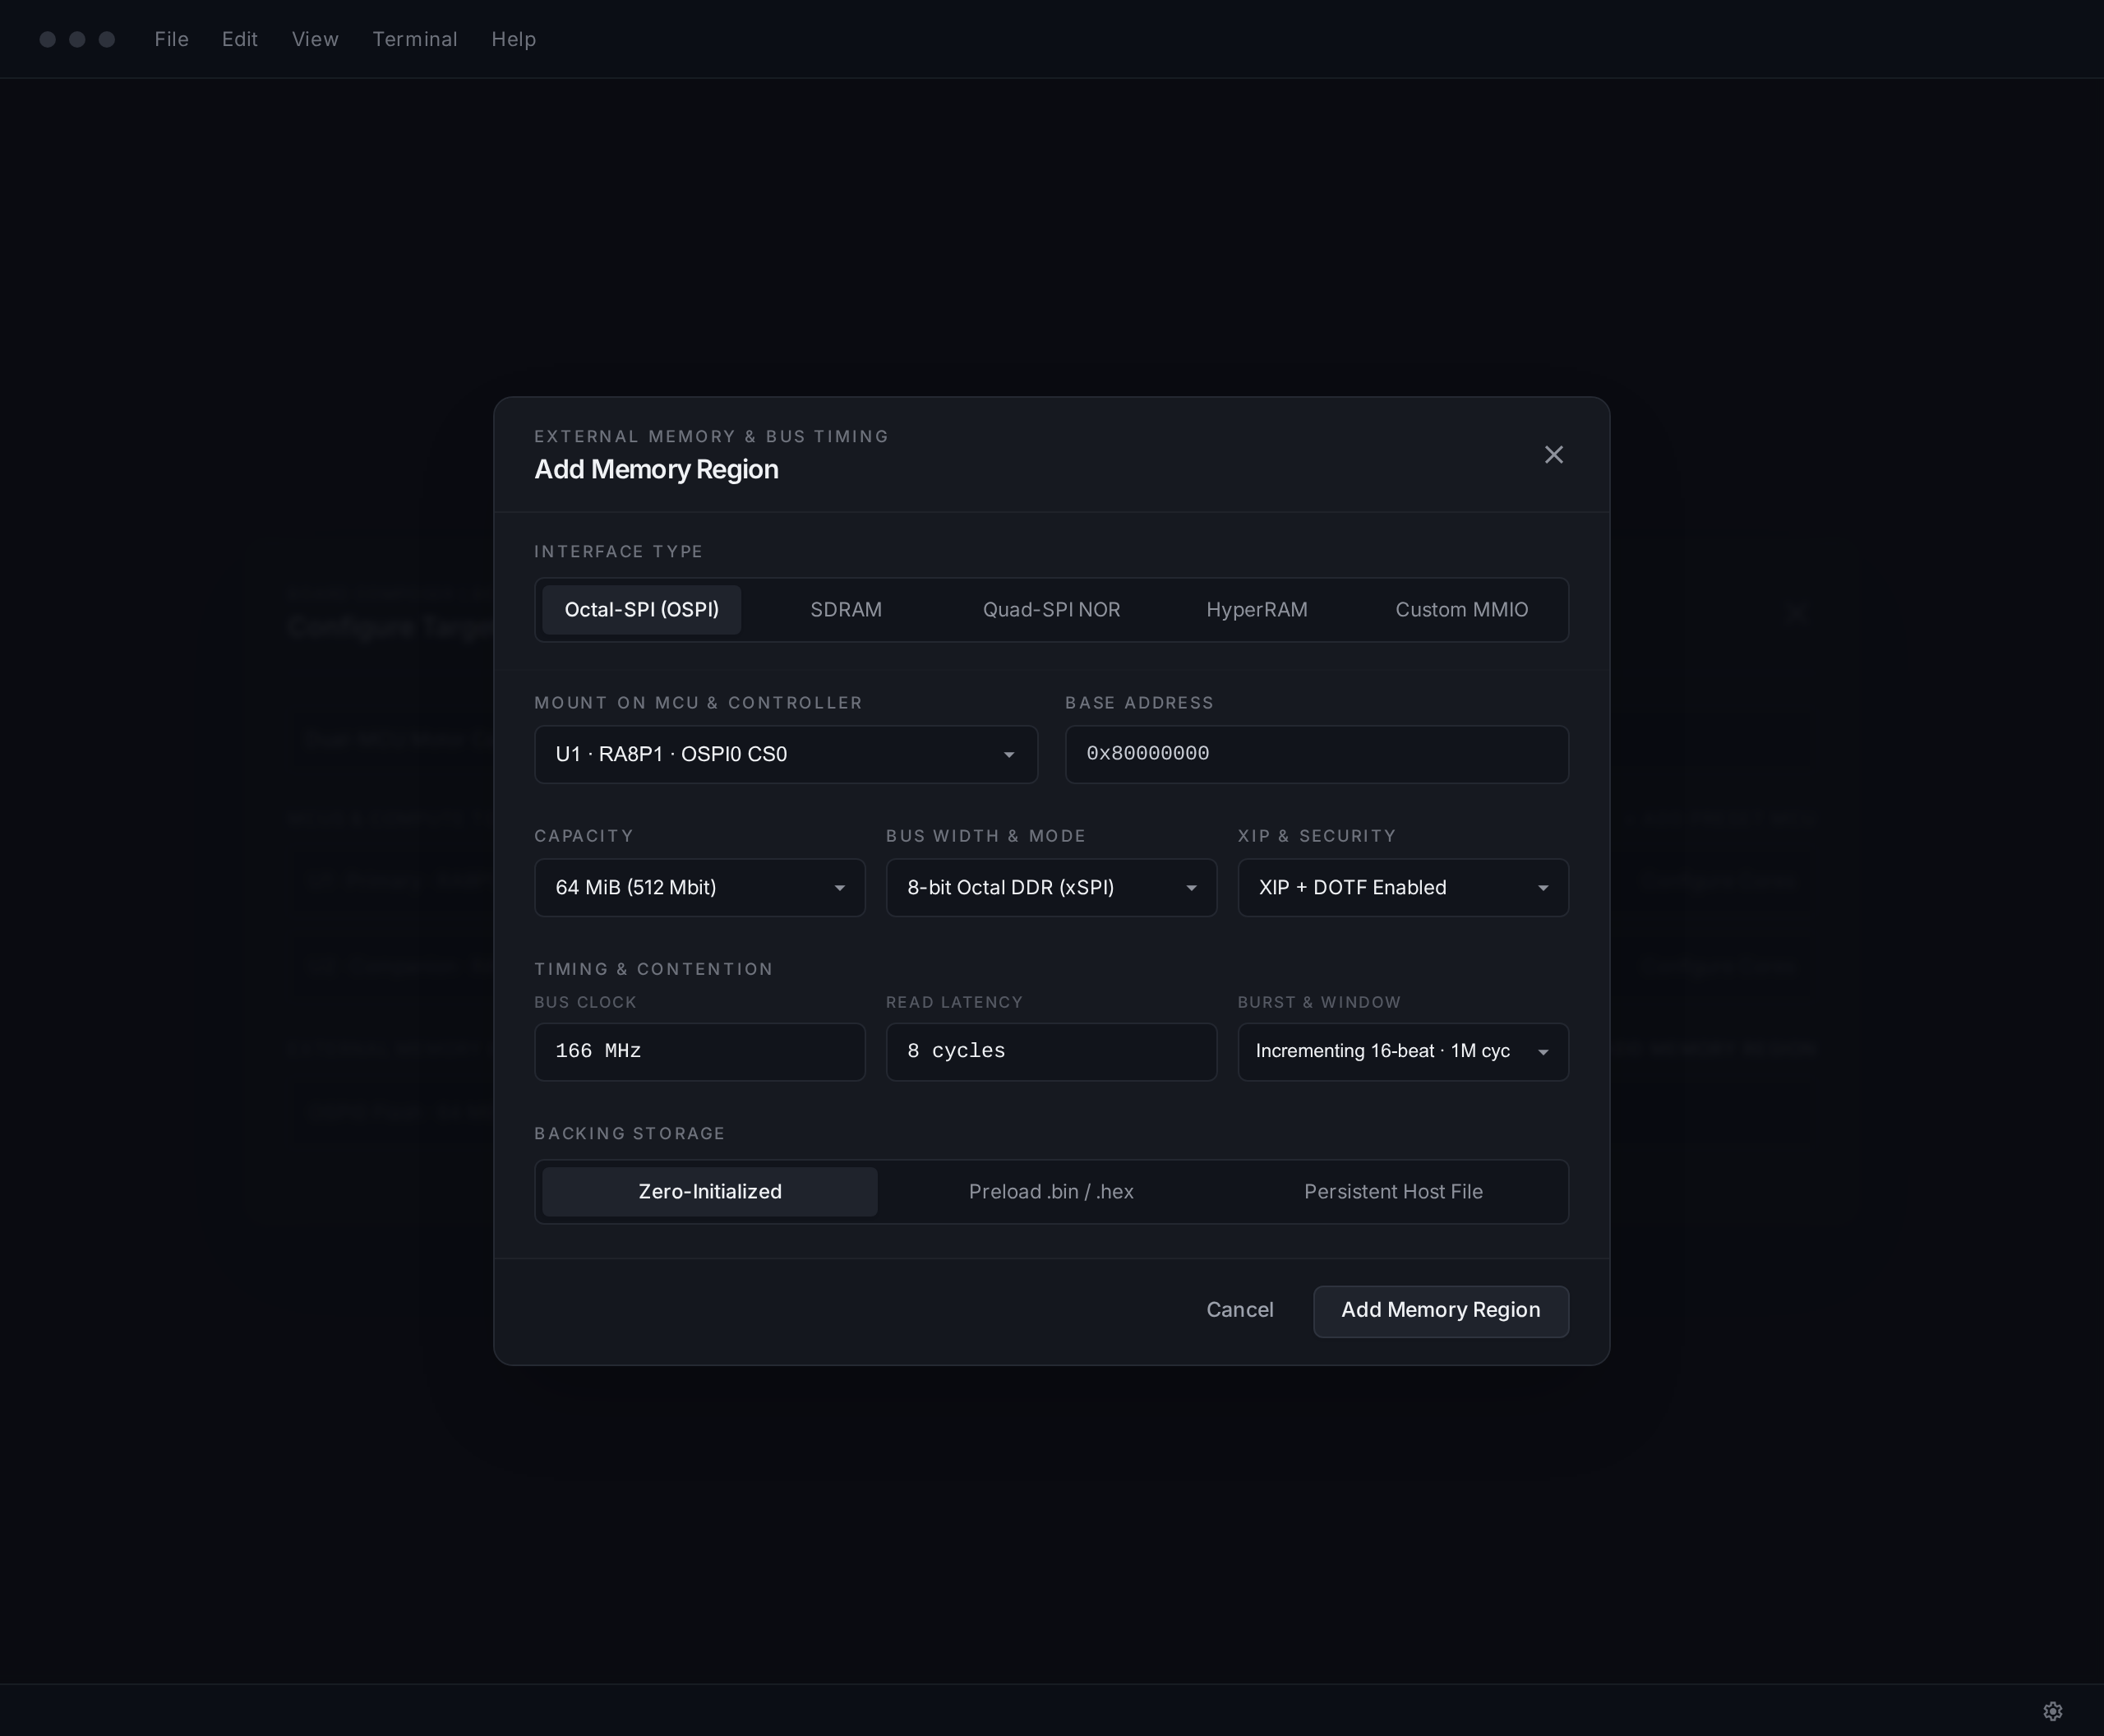 File Edit View Terminal Help
EXTERNAL MEMORY & BUS TIMING
Add Memory Region
INTERFACE TYPE
Octal-SPI (OSPI) SDRAM Quad-SPI NOR HyperRAM Custom MMIO
MOUNT ON MCU & CONTROLLER BASE ADDRESS
U1 · RA8P1 · OSPI0 CS0 0x80000000
CAPACITY BUS WIDTH & MODE XIP & SECURITY
64 MiB (512 Mbit) 8-bit Octal DDR (xSPI) XIP + DOTF Enabled
TIMING & CONTENTION
BUS CLOCK READ LATENCY BURST & WINDOW
166 MHz 8 cycles Incrementing 16-beat · 1M cyc
BACKING STORAGE
Zero-Initialized Preload .bin / .hex Persistent Host File
Cancel Add Memory Region
Configure